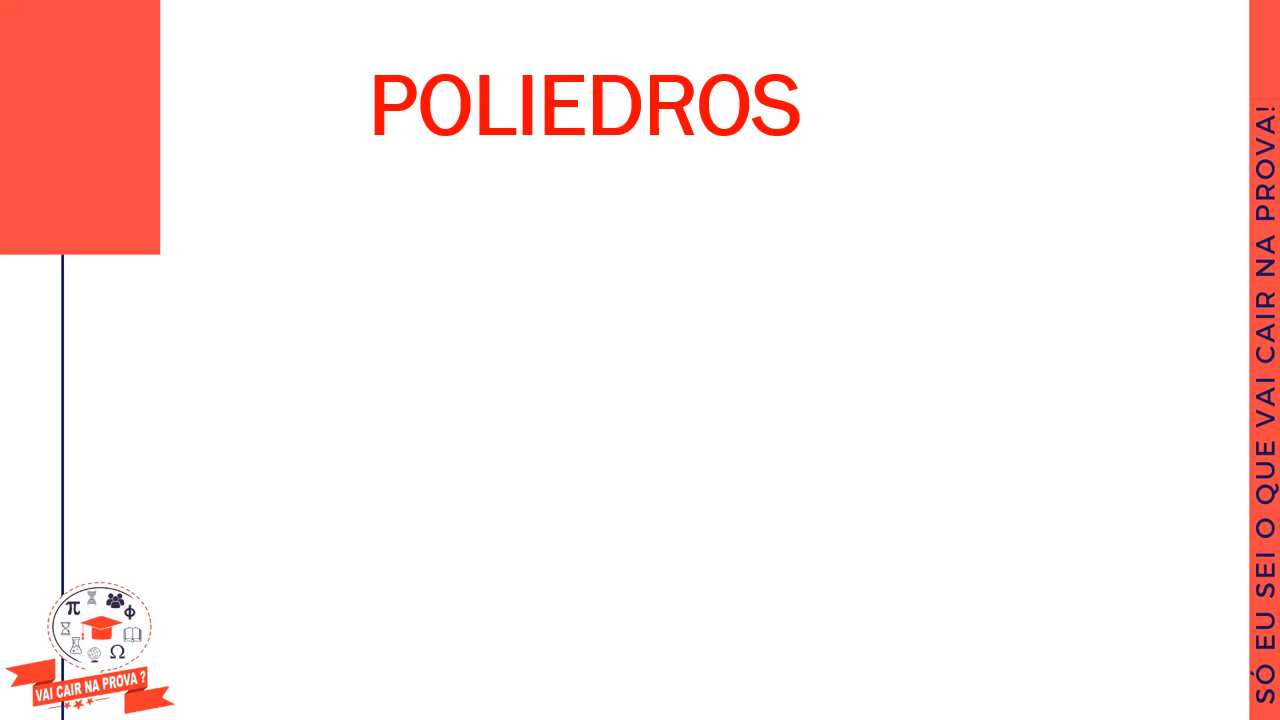 POLIEDROS
SÓ EU SEI O QUE VAI CAIR NA PROVA!
π
Φ
Ω
VAI CAIR NA PROVA ?